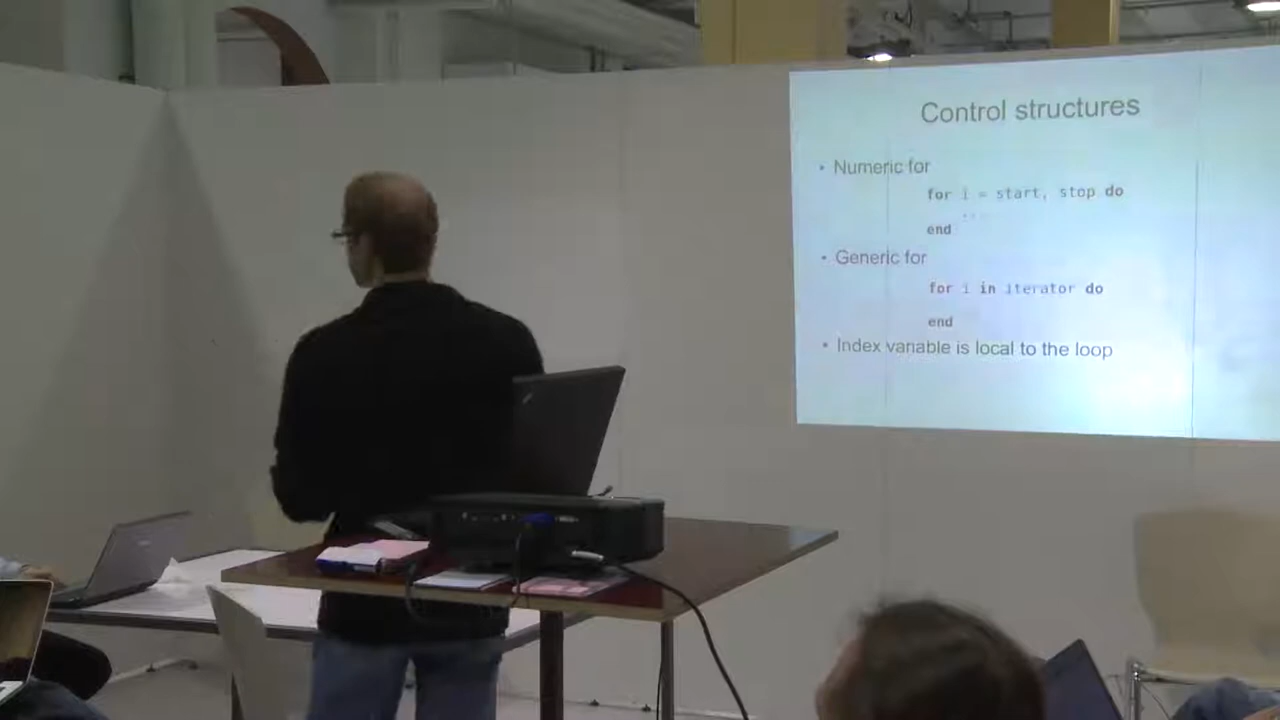 Control structures
• Numeric for
for i = start, stop do
...
end
• Generic for
for i in iterator do
end
• Index variable is local to the loop